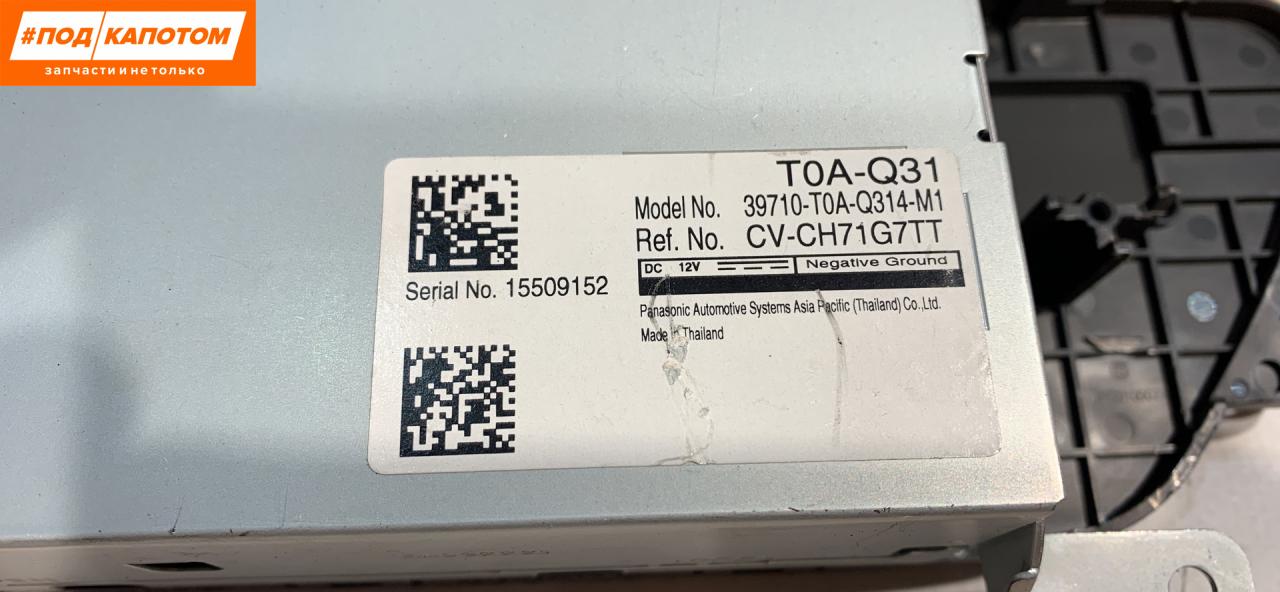 #ПОД КАПОТОМ
запчасти и не только
T0A-Q31
Model No. 39710-T0A-Q314-M1
Ref. No. CV-CH71G7TT
DC 12V Negative Ground
Serial No. 15509152
Panasonic Automotive Systems Asia Pacific (Thailand) Co.,Ltd.
Made in Thailand